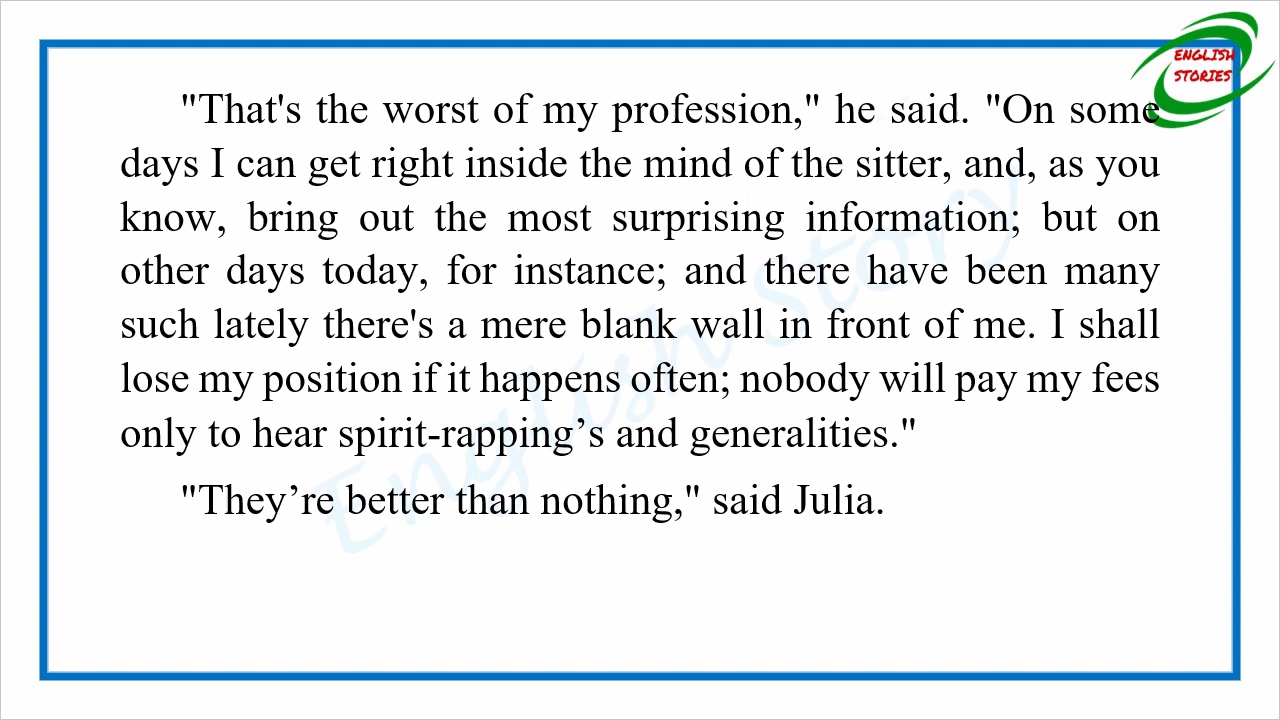 ENGLISH
STORIES
"That's the worst of my profession," he said. "On some
days I can get right inside the mind of the sitter, and, as you
know, bring out the most surprising information; but on
other days today, for instance; and there have been many
such lately there's a mere blank wall in front of me. I shall
lose my position if it happens often; nobody will pay my fees
only to hear spirit-rapping’s and generalities."
"They’re better than nothing," said Julia.
English Story